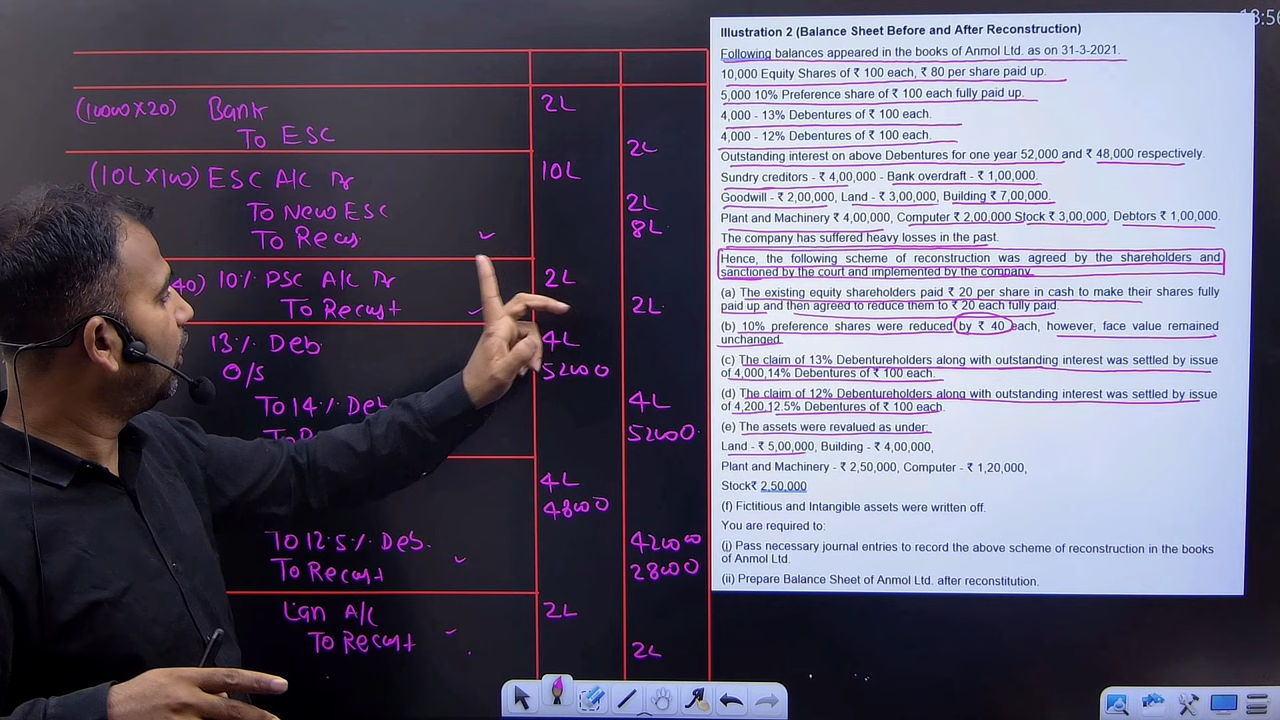 18:56
(10000 X 20) Bank 2L
To ESC 2L
(10L X 100) ESC A/C Dr 10L
To New ESC 2L
To Recos. 8L
40) 10% PSC A/C Dr 2L
To Recost 2L
13% Deb 4L
O/S 52000
To 14% Deb 4L
52000
4L
48000
To 12.5% Deb. 42000
To Recost 28000
Lan A/C 2L
To Recost 2L
Illustration 2 (Balance Sheet Before and After Reconstruction)
Following balances appeared in the books of Anmol Ltd. as on 31-3-2021.
10,000 Equity Shares of ₹ 100 each, ₹ 80 per share paid up.
5,000 10% Preference share of ₹ 100 each fully paid up.
4,000 - 13% Debentures of ₹ 100 each.
4,000 - 12% Debentures of ₹ 100 each.
Outstanding interest on above Debentures for one year 52,000 and ₹ 48,000 respectively.
Sundry creditors - ₹ 4,00,000 - Bank overdraft - ₹ 1,00,000.
Goodwill - ₹ 2,00,000, Land - ₹ 3,00,000, Building ₹ 7,00,000.
Plant and Machinery ₹ 4,00,000, Computer ₹ 2,00,000 Stock ₹ 3,00,000, Debtors ₹ 1,00,000.
The company has suffered heavy losses in the past.
Hence, the following scheme of reconstruction was agreed by the shareholders and
sanctioned by the court and implemented by the company.
(a) The existing equity shareholders paid ₹ 20 per share in cash to make their shares fully
paid up and then agreed to reduce them to ₹ 20 each fully paid.
(b) 10% preference shares were reduced by ₹ 40 each, however, face value remained
unchanged.
(c) The claim of 13% Debentureholders along with outstanding interest was settled by issue
of 4,000,14% Debentures of ₹ 100 each.
(d) The claim of 12% Debentureholders along with outstanding interest was settled by issue
of 4,200,12.5% Debentures of ₹ 100 each.
(e) The assets were revalued as under:
Land - ₹ 5,00,000, Building - ₹ 4,00,000,
Plant and Machinery - ₹ 2,50,000, Computer - ₹ 1,20,000,
Stock₹ 2,50,000
(f) Fictitious and Intangible assets were written off.
You are required to:
(i) Pass necessary journal entries to record the above scheme of reconstruction in the books
of Anmol Ltd.
(ii) Prepare Balance Sheet of Anmol Ltd. after reconstitution.